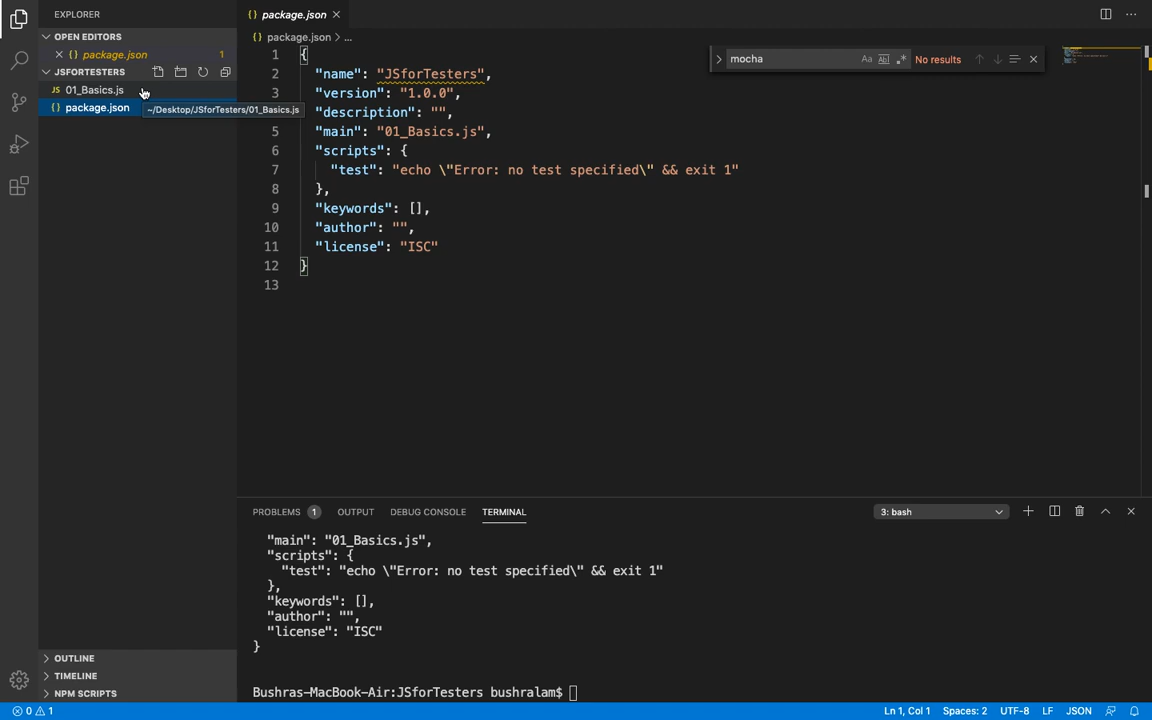 EXPLORER
OPEN EDITORS
{} package.json 1
JSFORTESTERS
JS 01_Basics.js
{} package.json
~/Desktop/JSforTesters/01_Basics.js
{} package.json
{} package.json > ...
mocha Aa Abl .* No results
1 {
2 "name": "JSforTesters",
3 "version": "1.0.0",
"description": "",
5 "main": "01_Basics.js",
6 "scripts": {
7 "test": "echo \"Error: no test specified\" && exit 1"
8 },
9 "keywords": [],
10 "author": "",
11 "license": "ISC"
12 }
13
PROBLEMS 1 OUTPUT DEBUG CONSOLE TERMINAL 3: bash
"main": "01_Basics.js",
"scripts": {
"test": "echo \"Error: no test specified\" && exit 1"
},
"keywords": [],
"author": "",
"license": "ISC"
}
Bushras-MacBook-Air:JSforTesters bushralam$
OUTLINE
TIMELINE
NPM SCRIPTS
0 1 Ln 1, Col 1 Spaces: 2 UTF-8 LF JSON